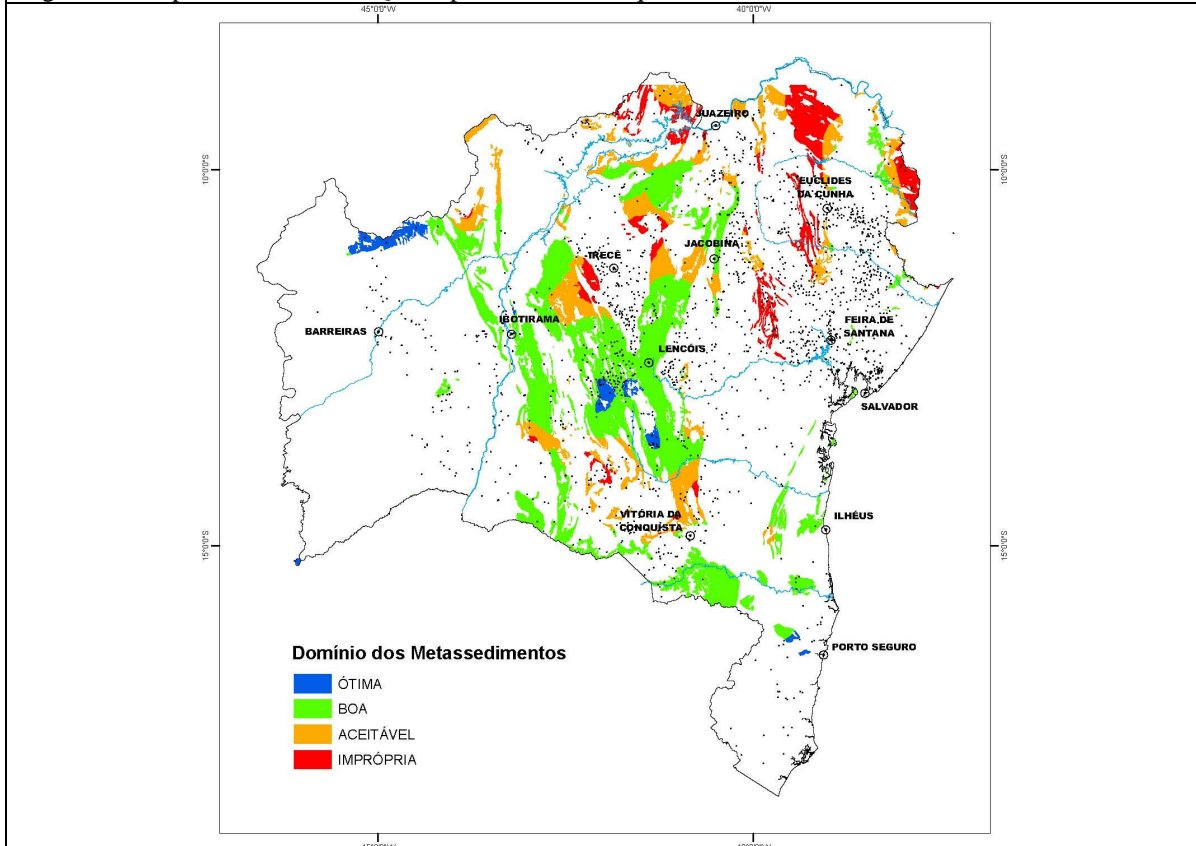 45°0'0"W
40°0'0"W
JUAZEIRO
10°0'0"S
10°0'0"S
EUCLIDES
DA CUNHA
JACOBINA
IRECÊ
IBOTIRAMA
BARREIRAS
FEIRA DE
SANTANA
LENCÓIS
SALVADOR
VITÓRIA DA
CONQUISTA
ILHÉUS
15°0'0"S
15°0'0"S
PORTO SEGURO
Domínio dos Metassedimentos
ÓTIMA
BOA
ACEITÁVEL
IMPRÓPRIA